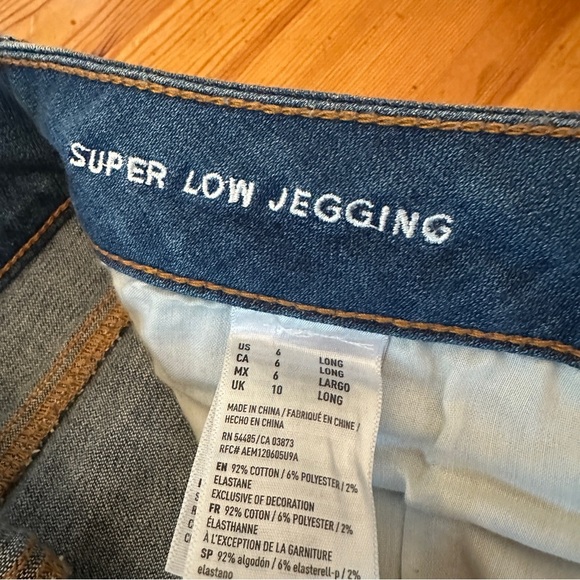 SUPER LOW JEGGING
US 6 LONG
CA 6 LONG
MX 6 LARGO
UK 10 LONG
MADE IN CHINA / FABRIQUÉ EN CHINE /
HECHO EN CHINA
RN 54485/CA 03873
RFC# AEM120605U9A
EN 92% COTTON / 6% POLYESTER / 2%
ELASTANE
EXCLUSIVE OF DECORATION
FR 92% COTON / 6% POLYESTER / 2%
ÉLASTHANNE
À L'EXCEPTION DE LA GARNITURE
SP 92% algodón / 6% elasterell-p / 2%
elastano